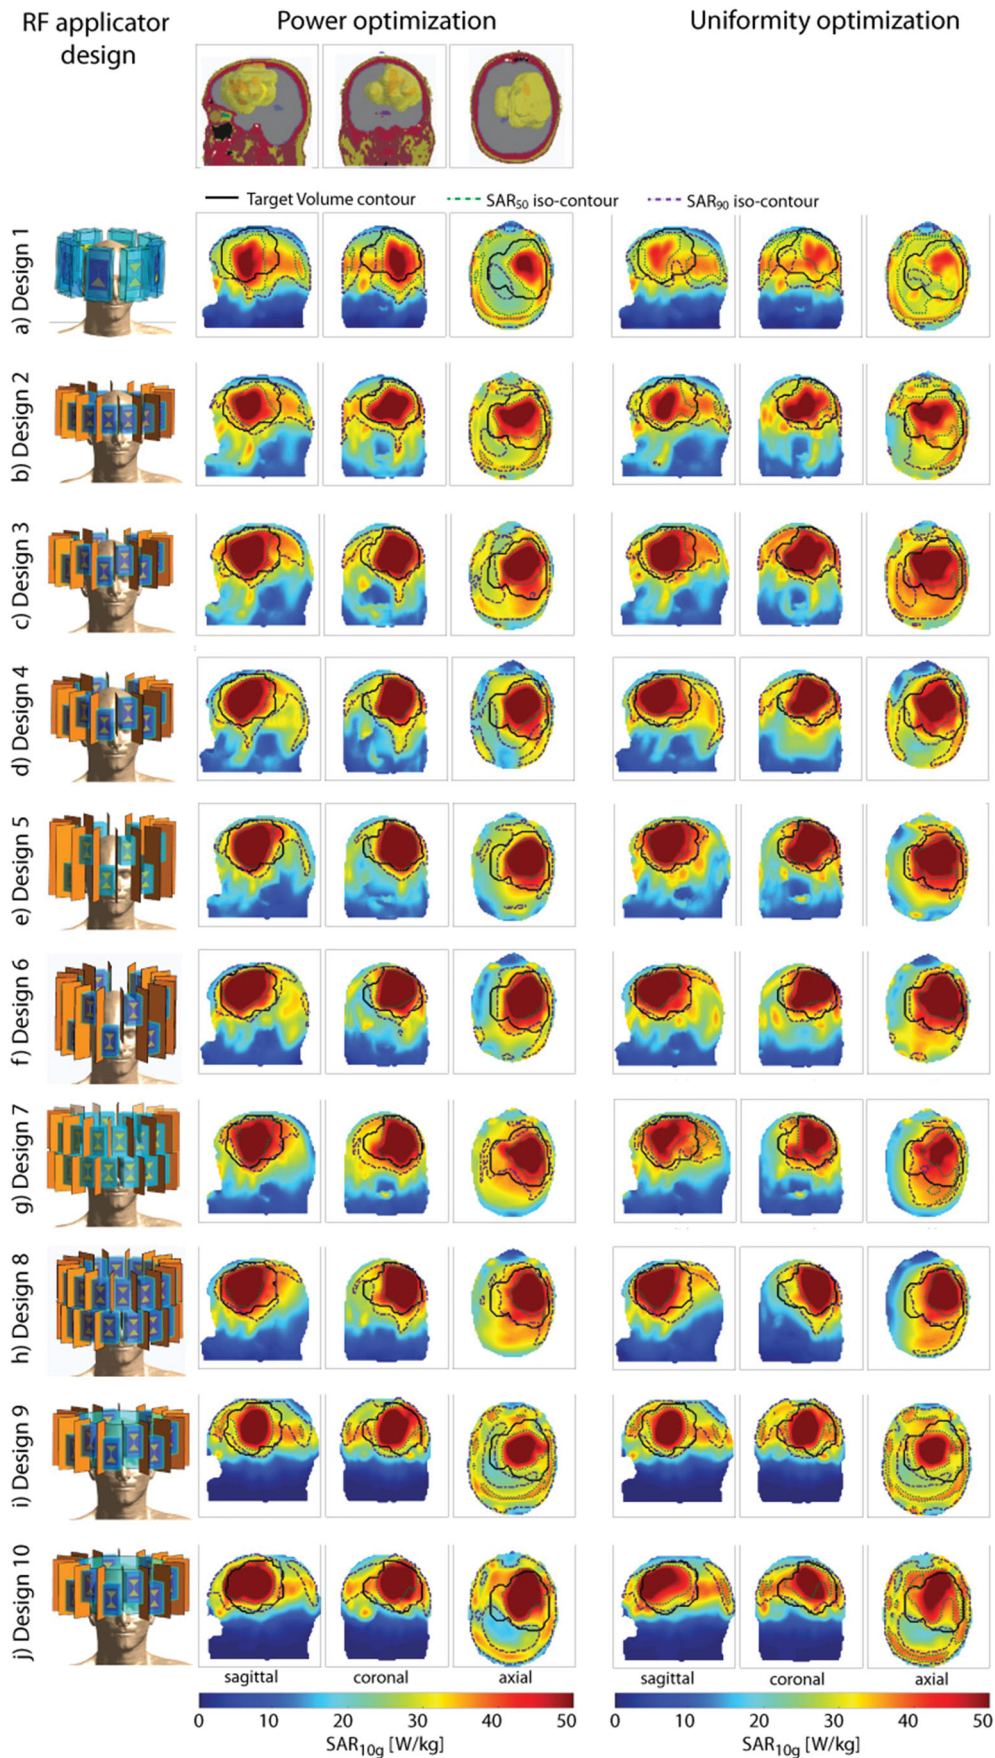 RF applicator
design
Power optimization
Uniformity optimization
Target Volume contour
SAR50 iso-contour
SAR90 iso-contour
a) Design 1
b) Design 2
c) Design 3
d) Design 4
e) Design 5
f) Design 6
g) Design 7
h) Design 8
i) Design 9
j) Design 10
sagittal coronal axial sagittal coronal axial
0 10 20 30 40 50 0 10 20 30 40 50
SAR10g [W/kg] SAR10g [W/kg]